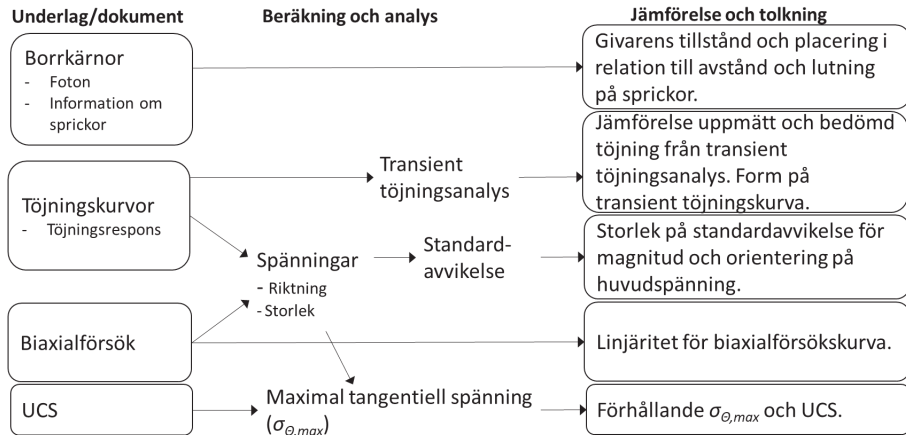 Underlag/dokument
Beräkning och analys
Jämförelse och tolkning
Borrkärnor
- Foton
- Information om
sprickor
Givarens tillstånd och placering i
relation till avstånd och lutning
på sprickor.
Töjningskurvor
- Töjningsrespons
Transient
töjningsanalys
Jämförelse uppmätt och bedömd
töjning från transient
töjningsanalys. Form på
transient töjningskurva.
Spänningar
- Riktning
- Storlek
Standard-
avvikelse
Storlek på standardavvikelse för
magnitud och orientering på
huvudspänning.
Biaxialförsök
Linjäritet för biaxialförsökskurva.
UCS
Maximal tangentiell spänning
(σΘ,max)
Förhållande σΘ,max och UCS.